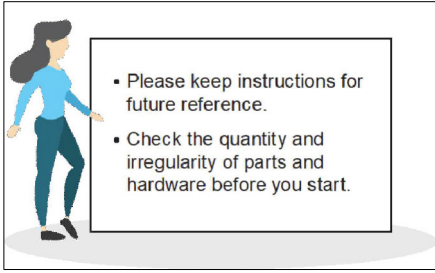 ▪ Please keep instructions for
future reference.
▪ Check the quantity and
irregularity of parts and
hardware before you start.